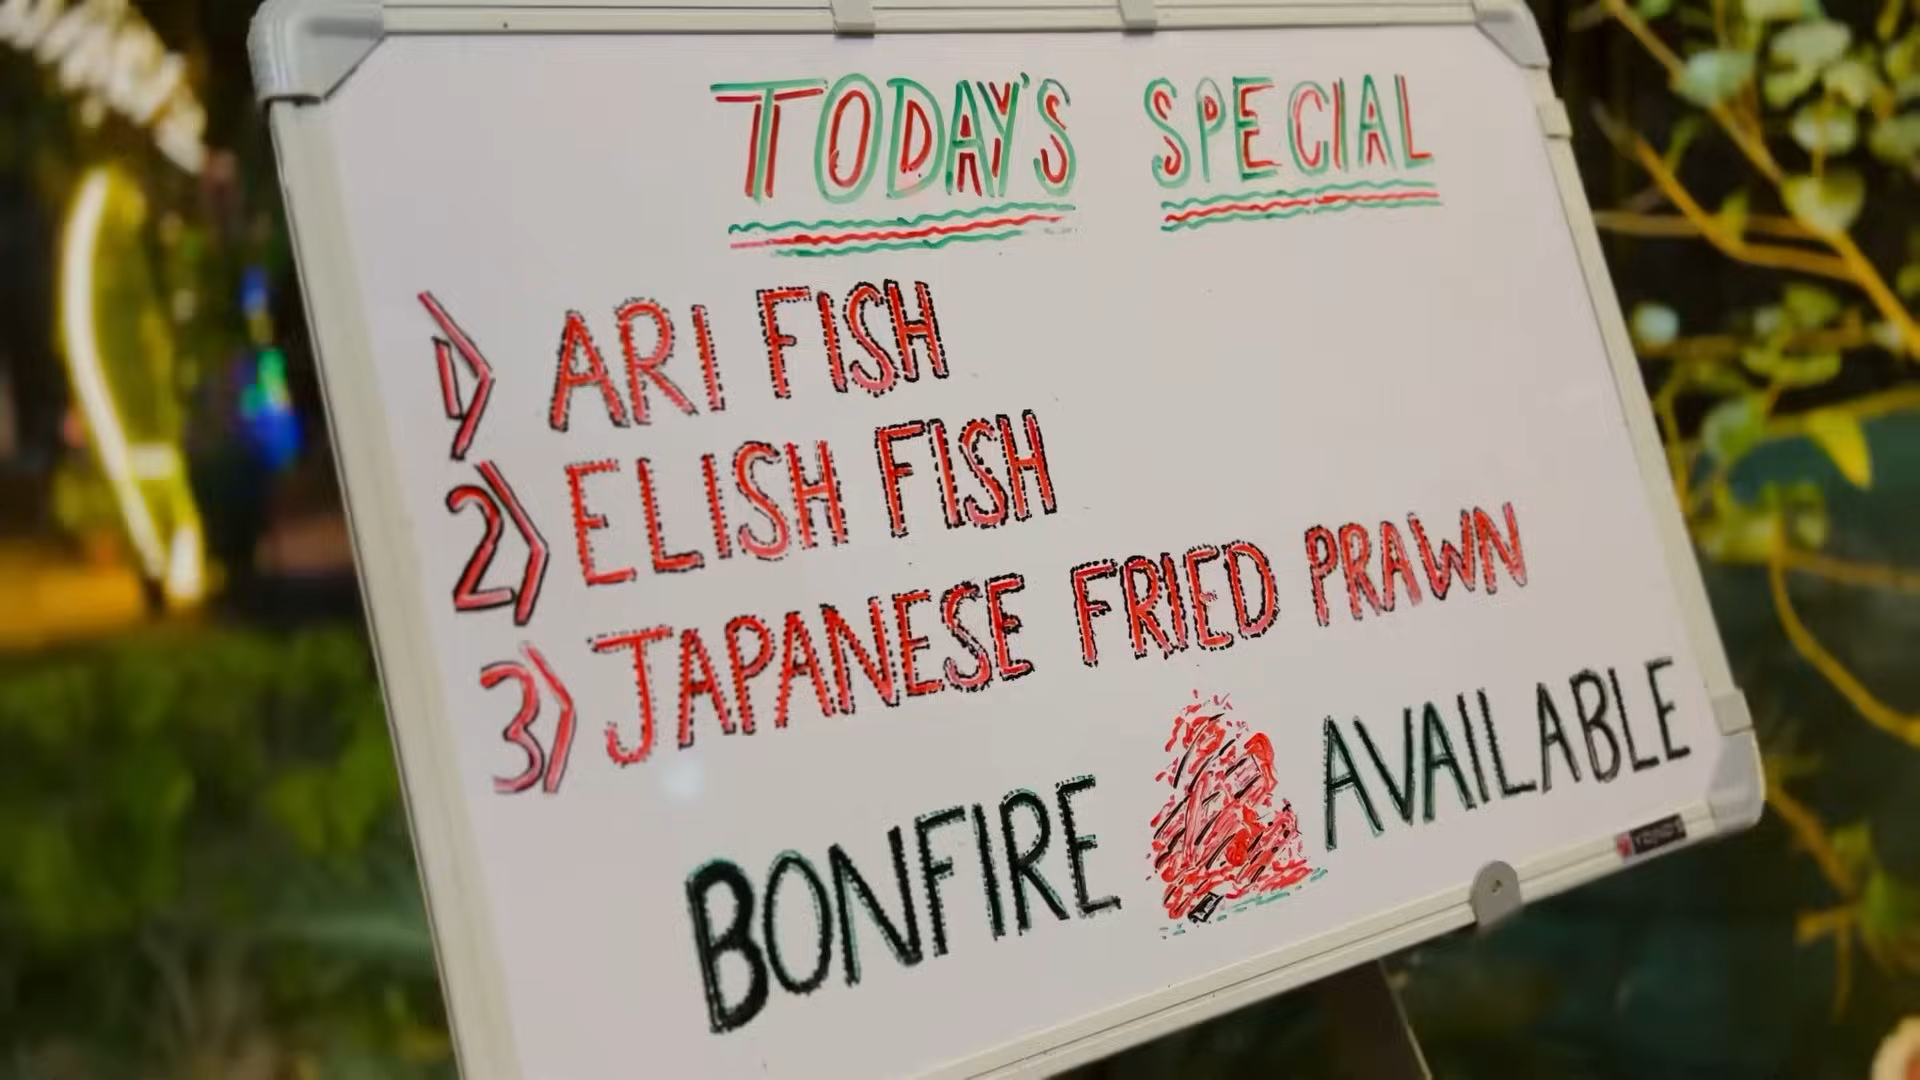 TODAY'S SPECIAL
1) ARI FISH
2) ELISH FISH
3) JAPANESE FRIED PRAWN
BONFIRE AVAILABLE